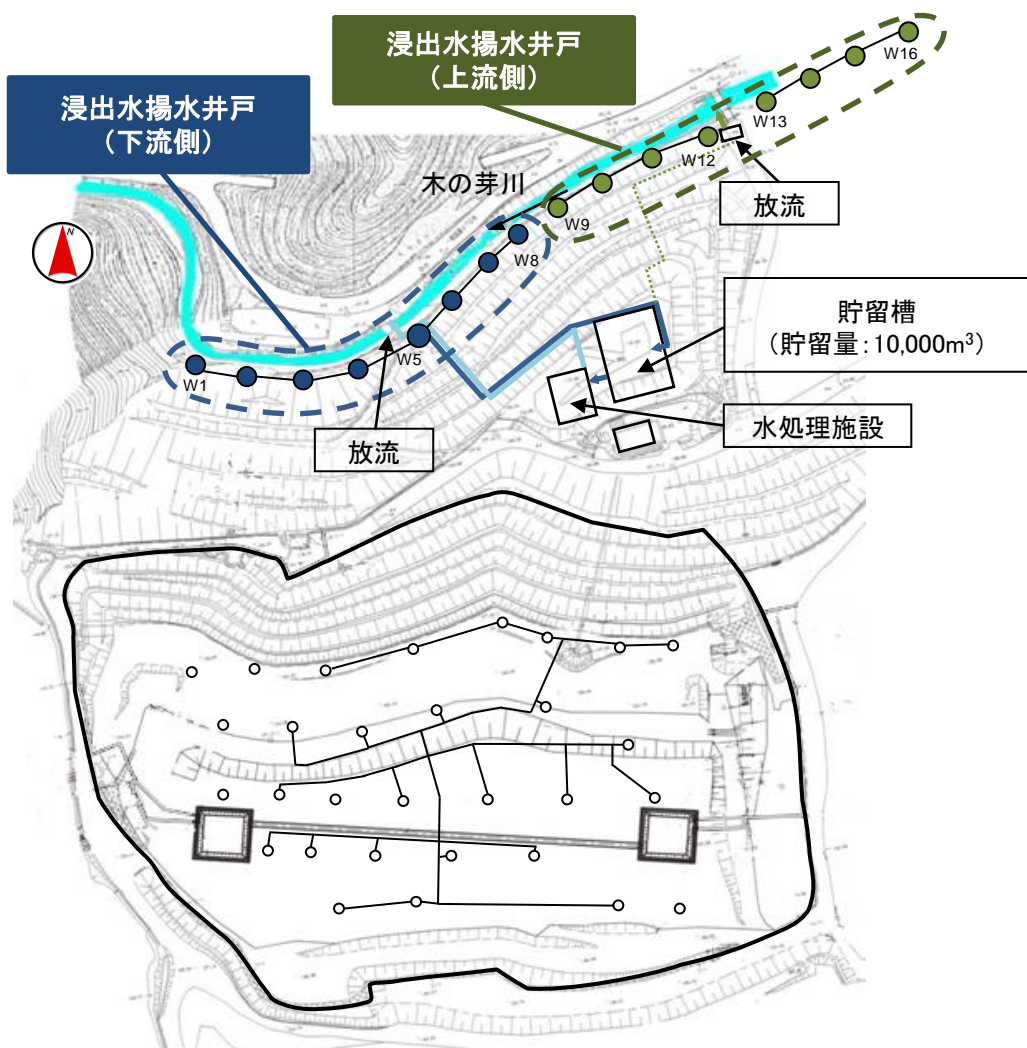 浸出水揚水井戸
（上流側）
W16
浸出水揚水井戸
（下流側）
W13
W12
木の芽川
放流
W9
N
W8
貯留槽
（貯留量：10,000m³）
W5
W1
水処理施設
放流